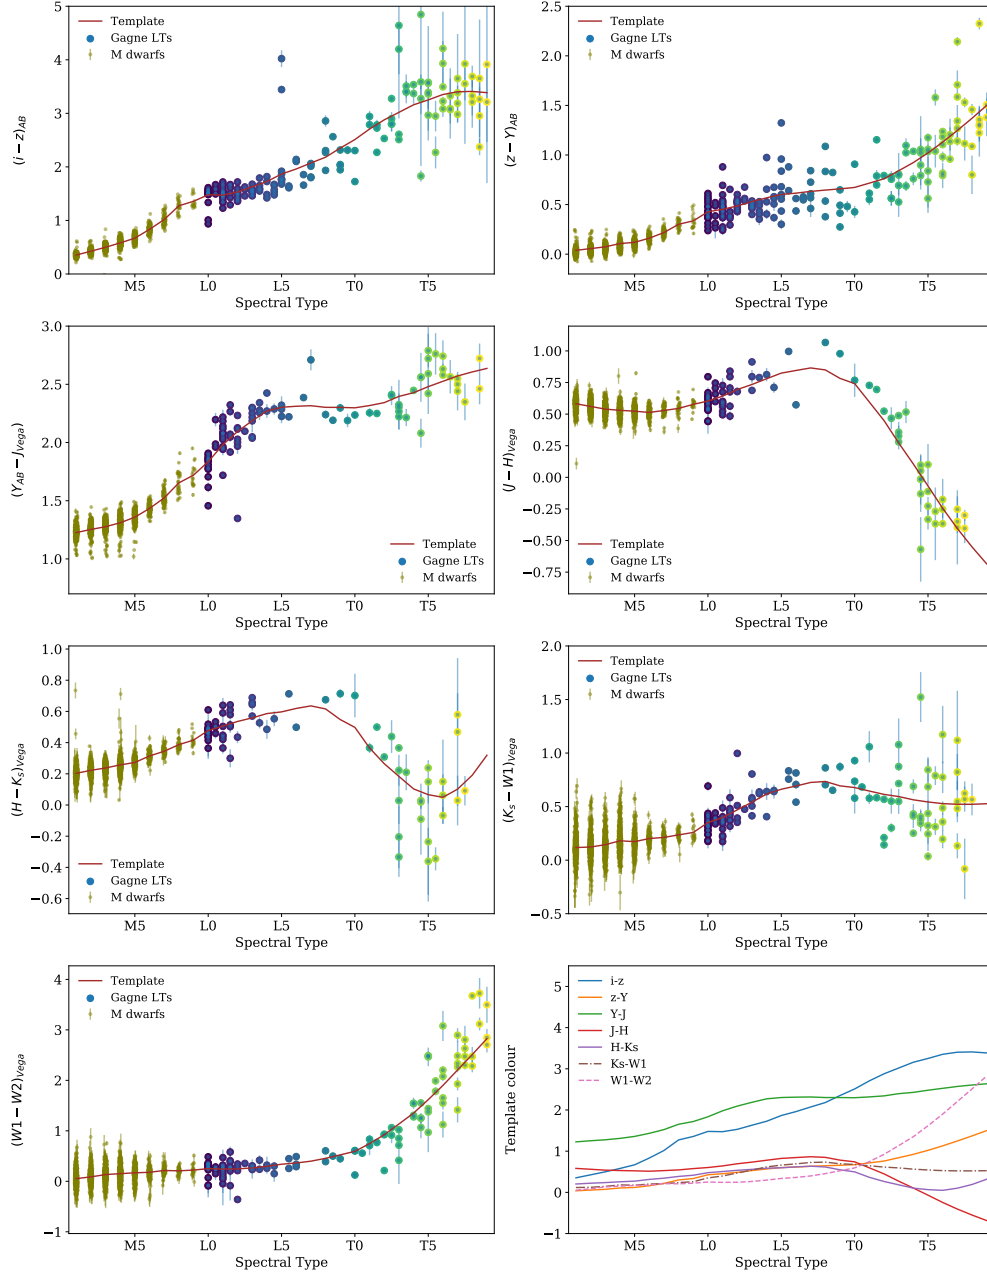 5
4
3
2
1
0
(i − z)AB
Template
Gagne LTs
M dwarfs
M5 L0 L5 T0 T5
Spectral Type
2.5
2.0
1.5
1.0
0.5
0.0
(z − Y)AB
Template
Gagne LTs
M dwarfs
M5 L0 L5 T0 T5
Spectral Type
3.0
2.5
2.0
1.5
1.0
(YAB − JVega)
Template
Gagne LTs
M dwarfs
M5 L0 L5 T0 T5
Spectral Type
1.00
0.75
0.50
0.25
0.00
−0.25
−0.50
−0.75
(J − H)Vega
Template
Gagne LTs
M dwarfs
M5 L0 L5 T0 T5
Spectral Type
1.0
0.8
0.6
0.4
0.2
0.0
−0.2
−0.4
−0.6
(H − Ks)Vega
Template
Gagne LTs
M dwarfs
M5 L0 L5 T0 T5
Spectral Type
2.0
1.5
1.0
0.5
0.0
−0.5
(Ks − W1)Vega
Template
Gagne LTs
M dwarfs
M5 L0 L5 T0 T5
Spectral Type
4
3
2
1
0
−1
(W1 − W2)Vega
Template
Gagne LTs
M dwarfs
M5 L0 L5 T0 T5
Spectral Type
5
4
3
2
1
0
−1
Template colour
i-z
z-Y
Y-J
J-H
H-Ks
Ks-W1
W1-W2
M5 L0 L5 T0 T5
Spectral Type